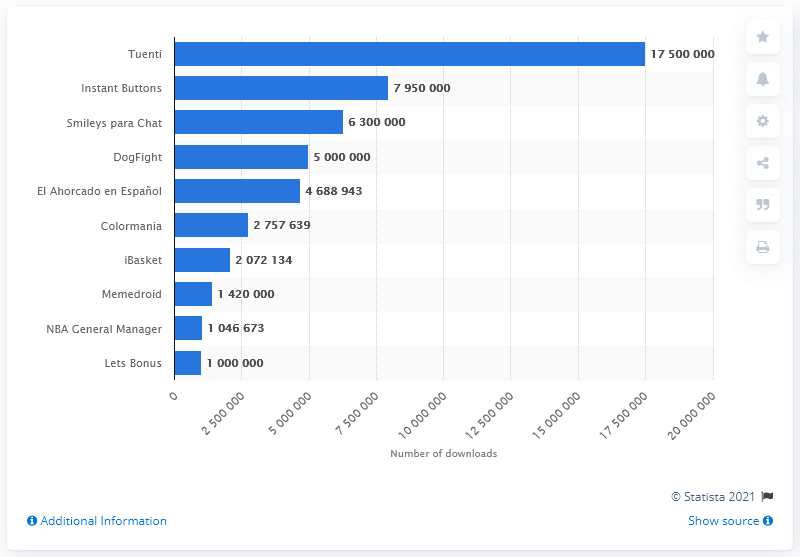 Tuenti 17 500 000
Instant Buttons 7 950 000
Smileys para Chat 6 300 000
DogFight 5 000 000
El Ahorcado en Español 4 688 943
Colormania 2 757 639
iBasket 2 072 134
Memedroid 1 420 000
NBA General Manager 1 046 673
Lets Bonus 1 000 000
0 2 500 000 5 000 000 7 500 000 10 000 000 12 500 000 15 000 000 17 500 000 20 000 000
Number of downloads
© Statista 2021
Additional Information Show source